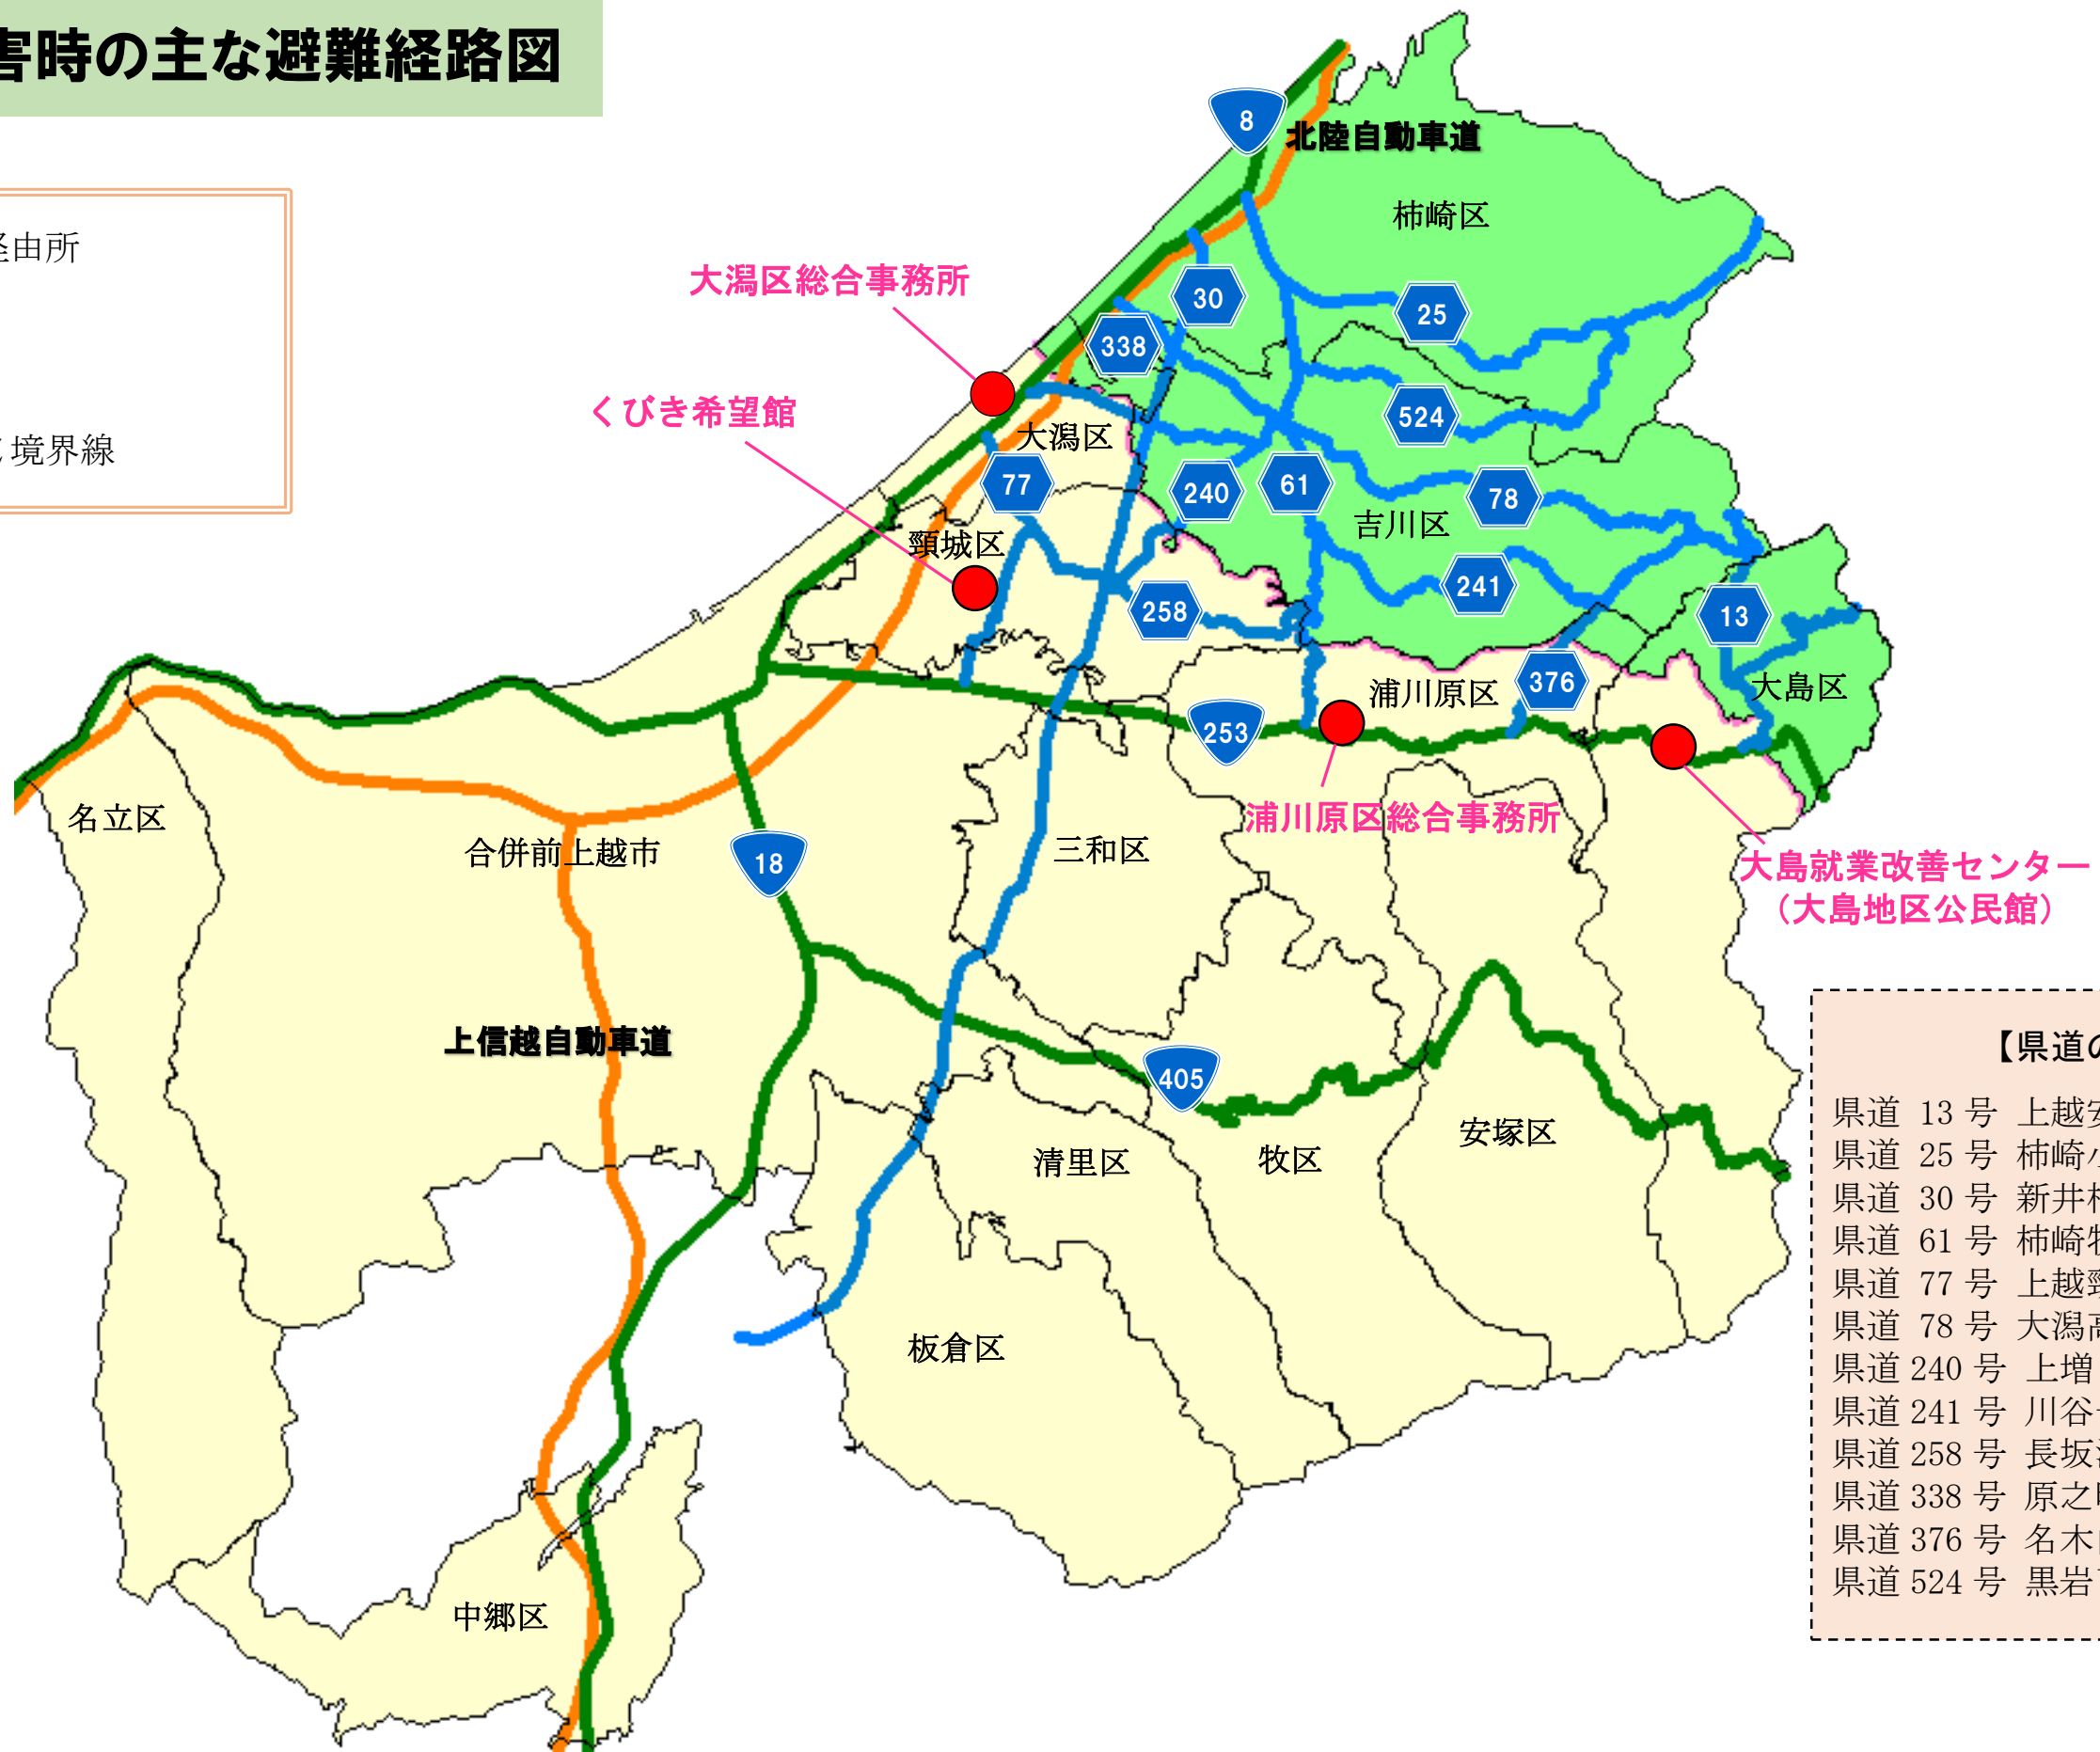 害時の主な避難経路図
経由所
境界線
8
北陸自動車道
柿崎区
大潟区総合事務所
30
25
338
くびき希望館
524
大潟区
77
240
61
78
吉川区
頸城区
241
258
13
376
大島区
浦川原区
253
名立区
浦川原区総合事務所
合併前上越市
18
三和区
大島就業改善センター
（大島地区公民館）
上信越自動車道
405
安塚区
清里区
牧区
板倉区
中郷区
【県道の
県道 13 号 上越安
県道 25 号 柿崎小
県道 30 号 新井柿
県道 61 号 柿崎牧
県道 77 号 上越頸
県道 78 号 大潟高
県道 240 号 上増
県道 241 号 川谷
県道 258 号 長坂
県道 338 号 原之町
県道 376 号 名木
県道 524 号 黒岩